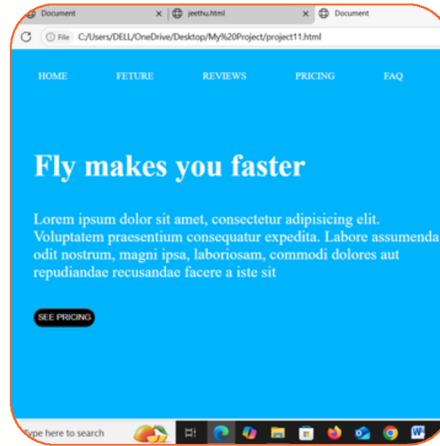 Document
jeethu.html
Document
File C:/Users/DELL/OneDrive/Desktop/My%20Project/project11.html
HOME FETURE REVIEWS PRICING FAQ
Fly makes you faster
Lorem ipsum dolor sit amet, consectetur adipisicing elit.
Voluptatem praesentium consequatur expedita. Labore assumenda
odit nostrum, magni ipsa, laboriosam, commodi dolores aut
repudiandae recusandae facere a iste sit
SEE PRICING
Type here to search